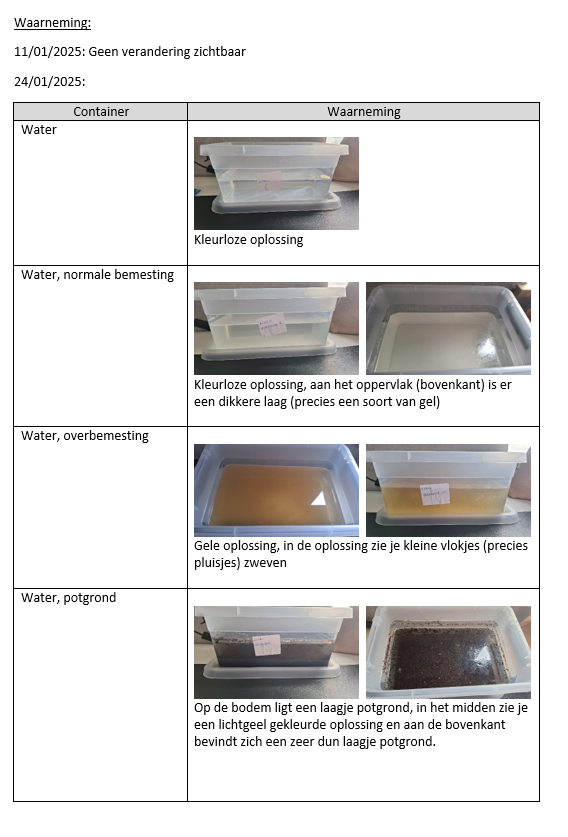 Waarneming:
11/01/2025: Geen verandering zichtbaar
24/01/2025:
Container
Waarneming
Water
Kleurloze oplossing
Water, normale bemesting
Kleurloze oplossing, aan het oppervlak (bovenkant) is er
een dikkere laag (precies een soort van gel)
Water, overbemesting
Gele oplossing, in de oplossing zie je kleine vlokjes (precies
pluisjes) zweven
Water, potgrond
Op de bodem ligt een laagje potgrond, in het midden zie je
een lichtgeel gekleurde oplossing en aan de bovenkant
bevindt zich een zeer dun laagje potgrond.